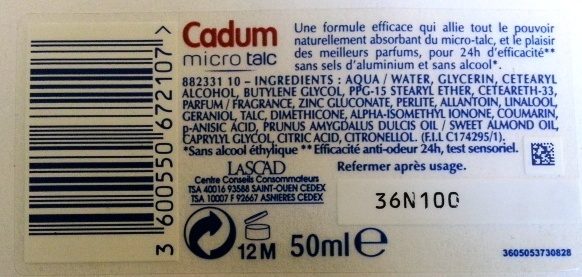 3 600550 672107 >
Cadum
micro talc
Une formule efficace qui allie tout le pouvoir
naturellement absorbant du micro-talc, et le plaisir
des meilleurs parfums, pour 24h d'efficacité**
sans sels d'aluminium et sans alcool*.
882331 10 – INGREDIENTS : AQUA / WATER, GLYCERIN, CETEARYL
ALCOHOL, BUTYLENE GLYCOL, PPG-15 STEARYL ETHER, CETEARETH-33,
PARFUM / FRAGRANCE, ZINC GLUCONATE, PERLITE, ALLANTOIN, LINALOOL,
GERANIOL, TALC, DIMETHICONE, ALPHA-ISOMETHYL IONONE, COUMARIN,
p-ANISIC ACID, PRUNUS AMYGDALUS DULCIS OIL / SWEET ALMOND OIL,
CAPRYLYL GLYCOL, CITRIC ACID, CITRONELLOL. (F.I.L C174295/1).
*Sans alcool éthylique **Efficacité anti-odeur 24h, test sensoriel.
LASCAD
Centre Conseils Consommateurs
TSA 40016 93588 SAINT-OUEN CEDEX
TSA 10007 F 92667 ASNIERES CEDEX
Refermer après usage.
36N100
12 M
50ml e
3605053730828